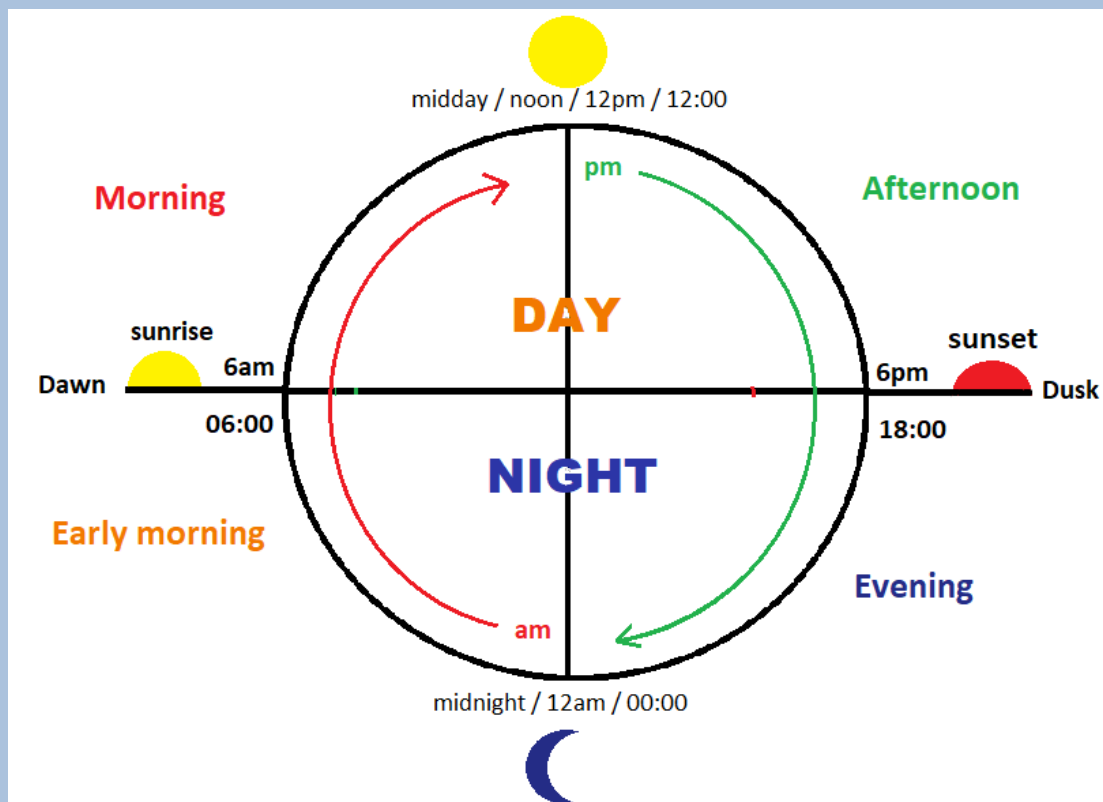 midday / noon / 12pm / 12:00
pm
Morning
Afternoon
DAY
sunrise
sunset
6am
6pm
Dawn
Dusk
06:00
18:00
NIGHT
Early morning
Evening
am
midnight / 12am / 00:00